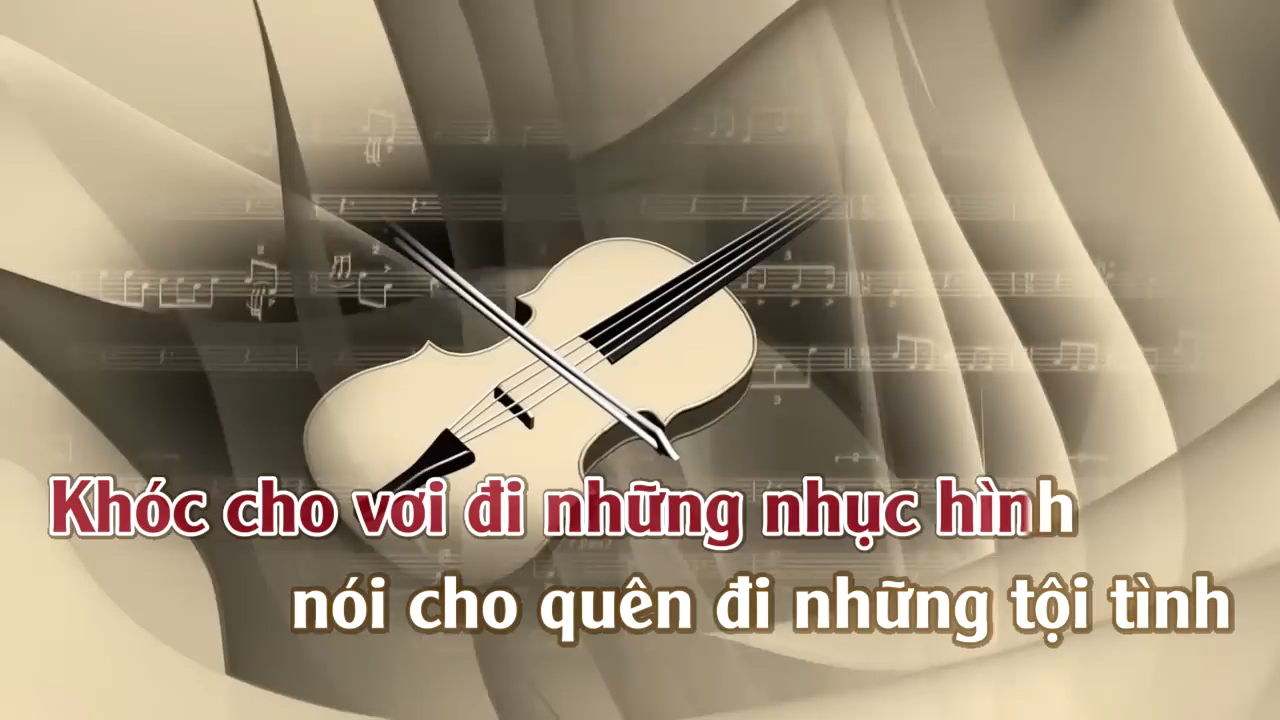 Khóc cho vơi đi những nhục hình
nói cho quên đi những tội tình